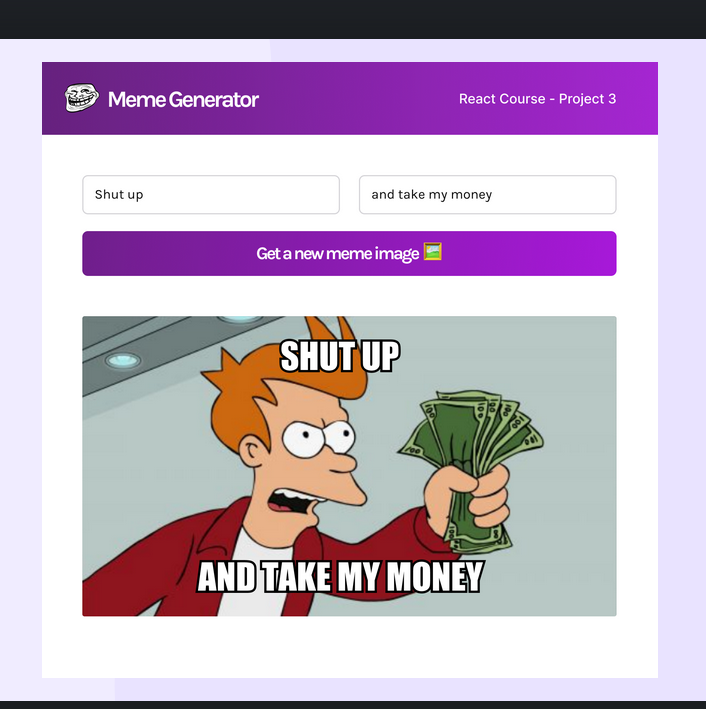 Meme Generator
React Course - Project 3
Shut up
and take my money
Get a new meme image 🖼️
SHUT UP
AND TAKE MY MONEY